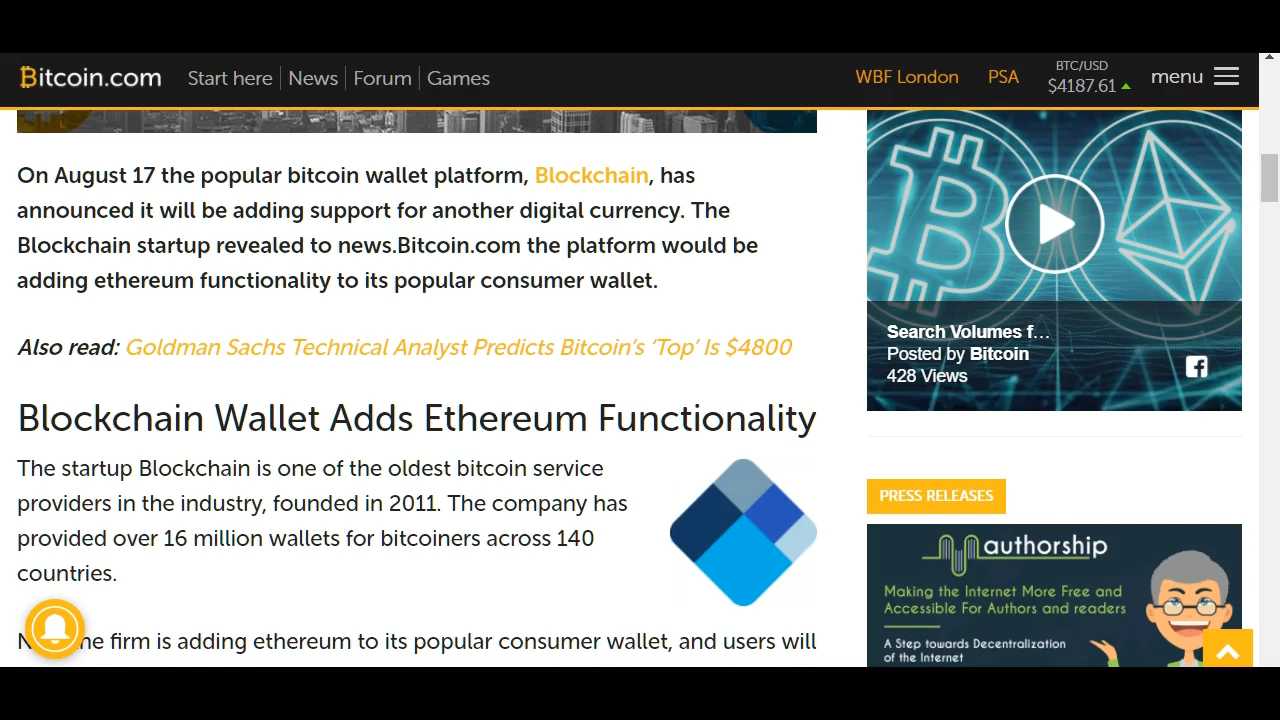 Bitcoin.com
Start here
News
Forum
Games
WBF London
PSA
BTC/USD
$4187.61
menu
On August 17 the popular bitcoin wallet platform, Blockchain, has
announced it will be adding support for another digital currency. The
Blockchain startup revealed to news.Bitcoin.com the platform would be
adding ethereum functionality to its popular consumer wallet.
Also read: Goldman Sachs Technical Analyst Predicts Bitcoin's 'Top' Is $4800
Blockchain Wallet Adds Ethereum Functionality
The startup Blockchain is one of the oldest bitcoin service
providers in the industry, founded in 2011. The company has
provided over 16 million wallets for bitcoiners across 140
countries.
firm is adding ethereum to its popular consumer wallet, and users will
Search Volumes f...
Posted by Bitcoin
428 Views
PRESS RELEASES
authorship
Making the Internet More Free and
Accessible For Authors and readers
A Step towards Decentralization
of the Internet